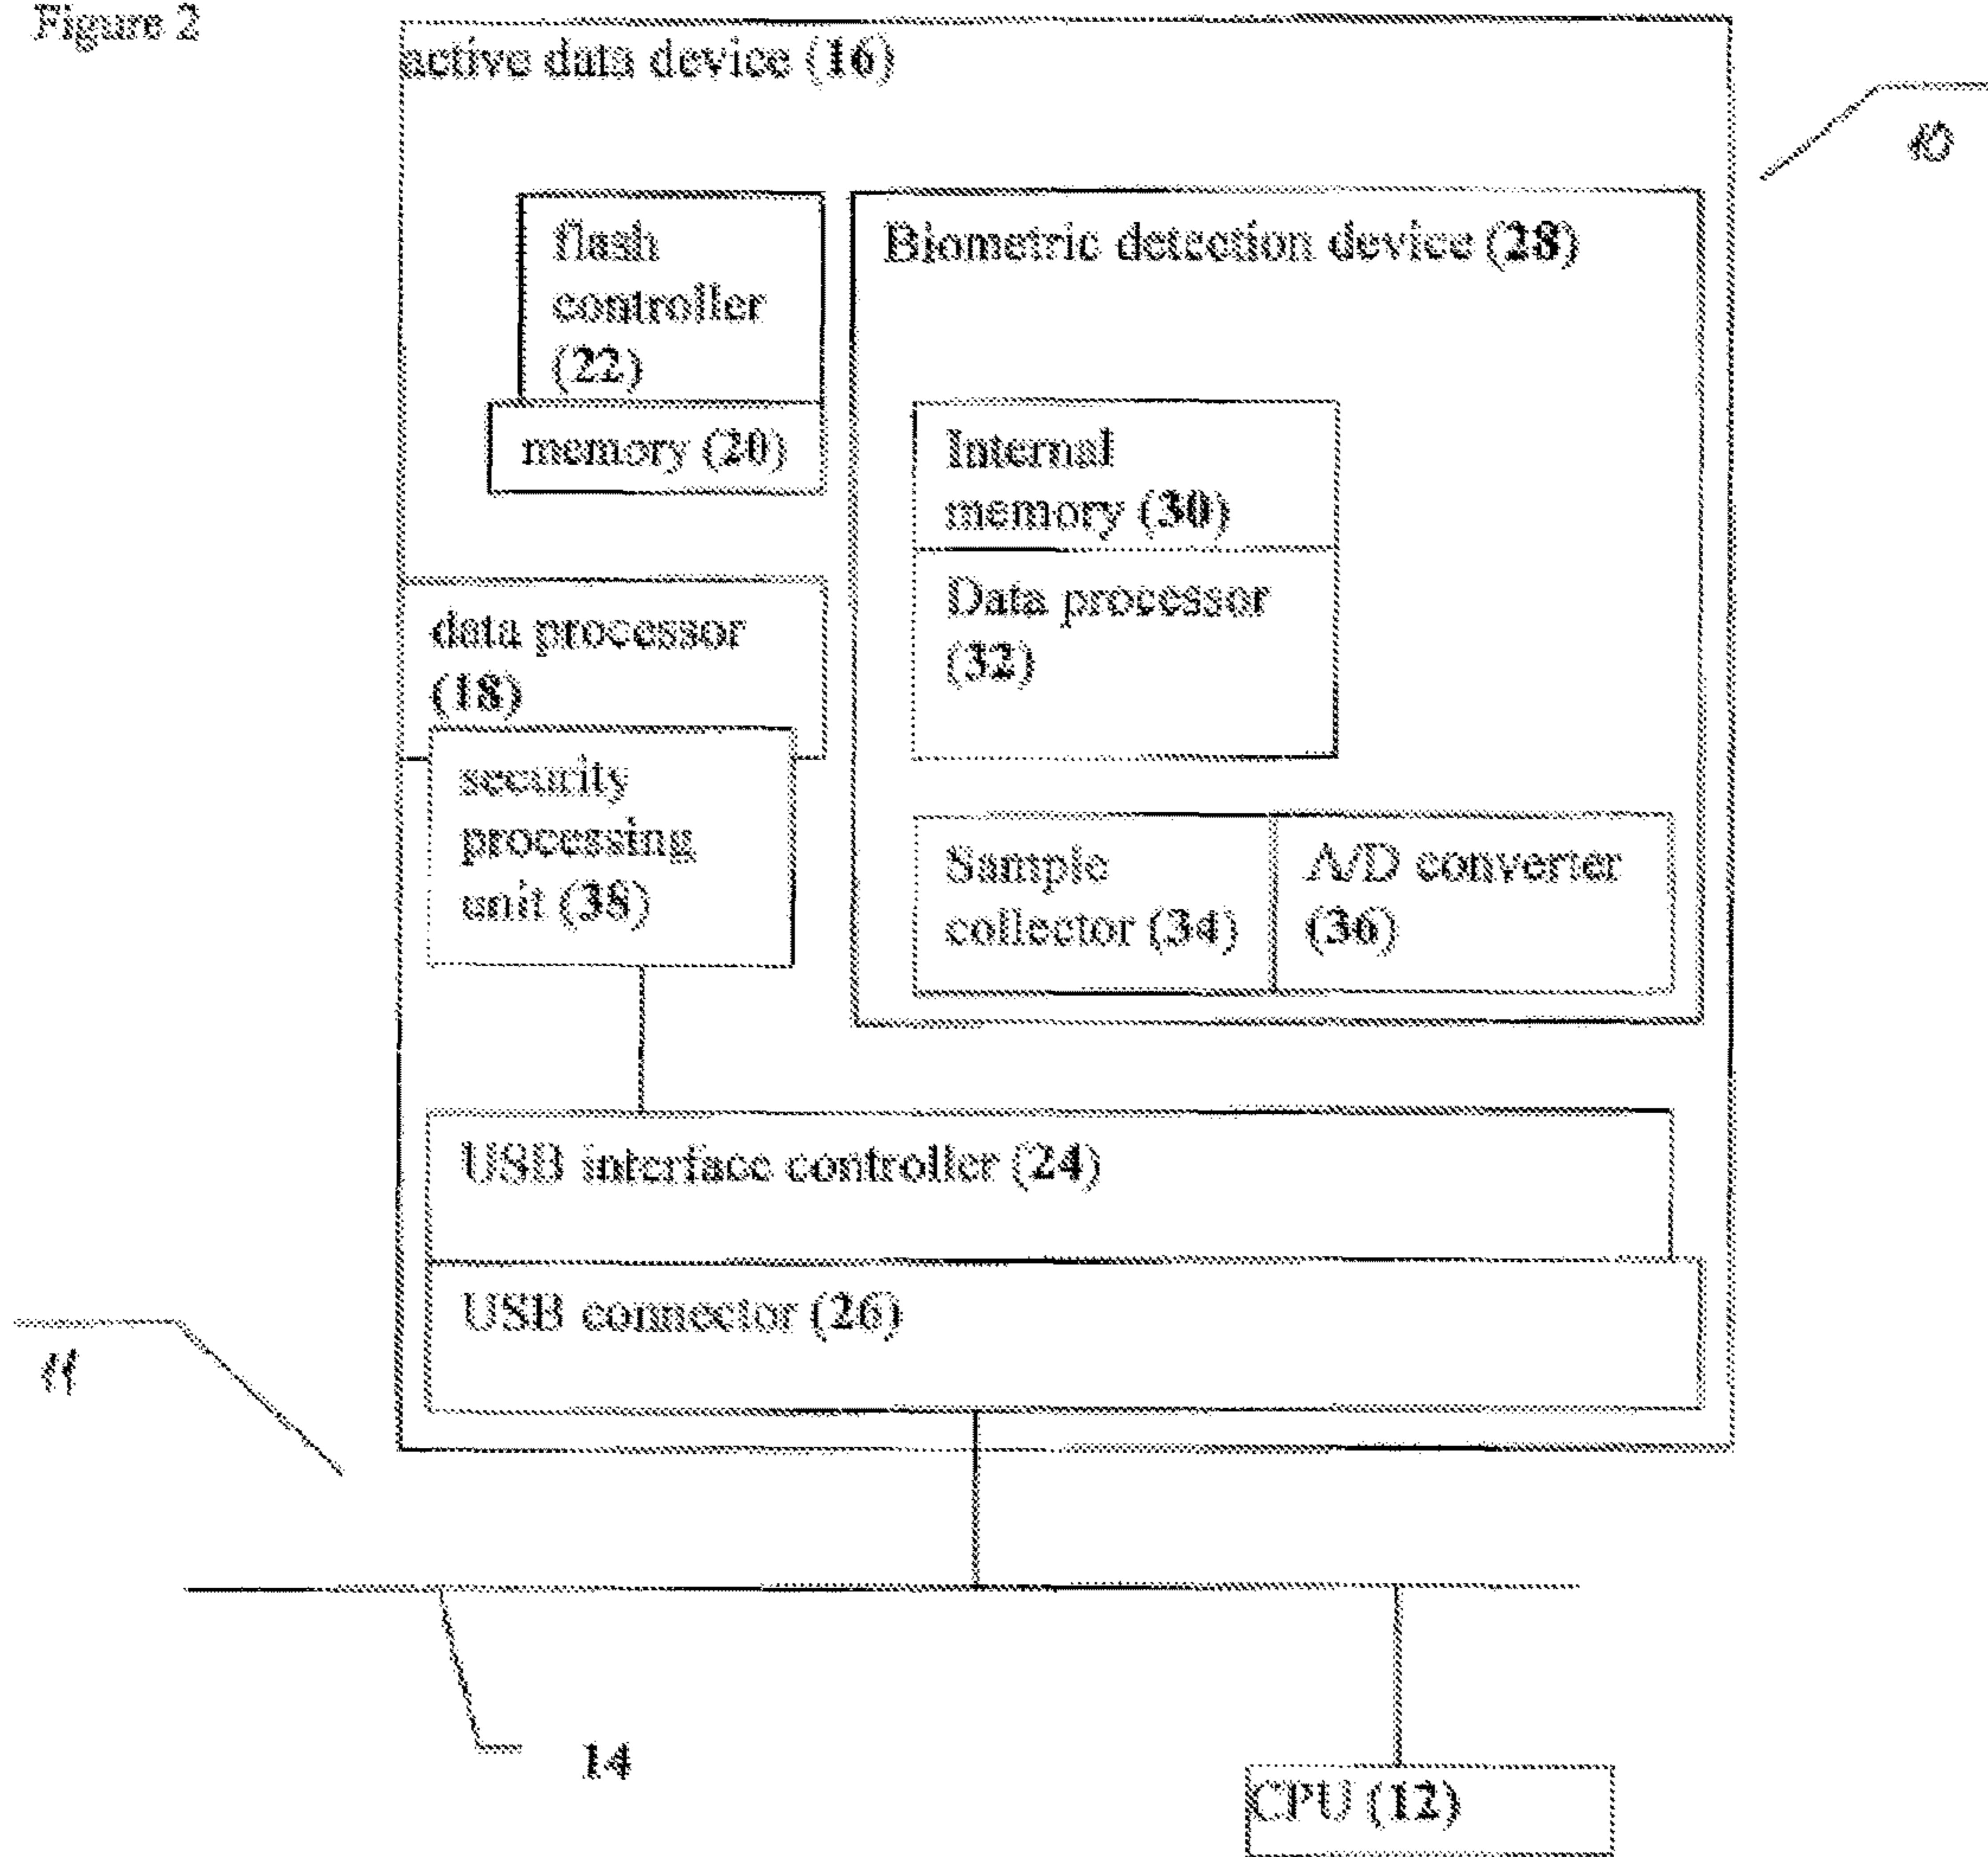 Figure 2
active data device (16)
10
flash
controller
(22)
memory (20)
Biometric detection device (28)
Internal
memory (30)
Data processor
(32)
data processor
(18)
security
processing
unit (38)
Sample
collector (34)
A/D converter
(36)
USB interface controller (24)
USB connector (26)
11
14
CPU (12)